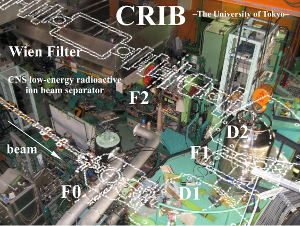 CRIB
-The University of Tokyo-
Wien Filter
CNS low-energy radioactive
ion beam separator
F2
D2
beam
F1
F0
D1